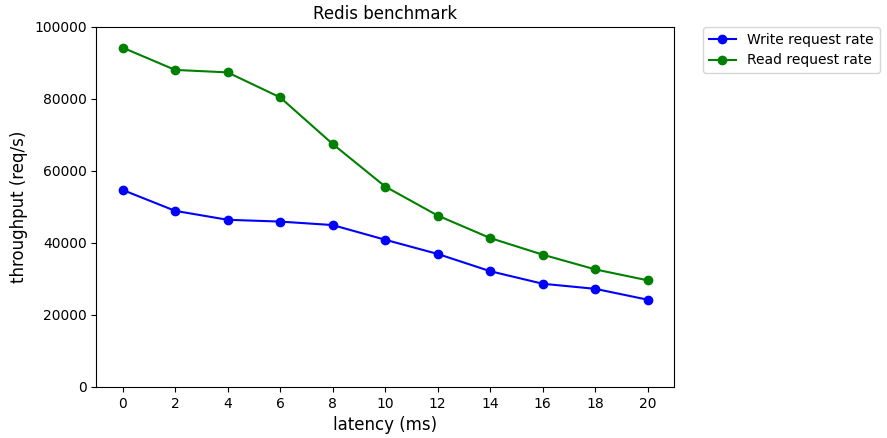 Redis benchmark
100000
80000
60000
40000
20000
0
throughput (req/s)
0 2 4 6 8 10 12 14 16 18 20
latency (ms)
Write request rate
Read request rate